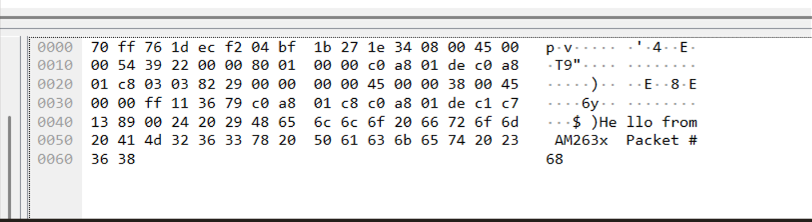 0000 70 ff 76 1d ec f2 04 bf 1b 27 1e 34 08 00 45 00 p·v····· ·'·4··E·
0010 00 54 39 22 00 00 80 01 00 00 c0 a8 01 de c0 a8 ·T9"···· ········
0020 01 c8 03 03 82 29 00 00 00 00 45 00 00 38 00 45 ·····)·· ··E··8·E
0030 00 00 ff 11 36 79 c0 a8 01 c8 c0 a8 01 de c1 c7 ····6y·· ········
0040 13 89 00 24 20 29 48 65 6c 6c 6f 20 66 72 6f 6d ···$ )He llo from
0050 20 41 4d 32 36 33 78 20 50 61 63 6b 65 74 20 23 AM263x Packet #
0060 36 38 68